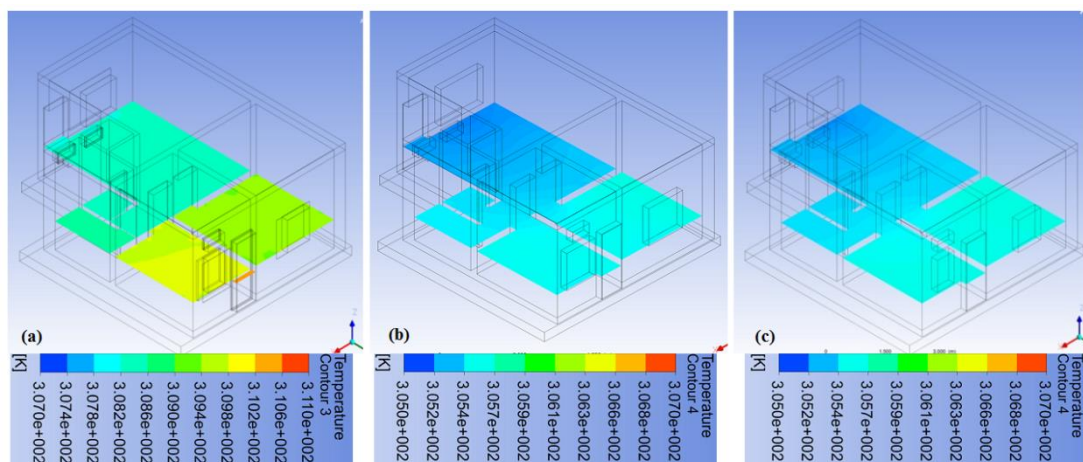 (a)
Temperature
Contour 3
3.110e+002
3.106e+002
3.102e+002
3.098e+002
3.094e+002
3.090e+002
3.086e+002
3.082e+002
3.078e+002
3.074e+002
3.070e+002
[K]
(b)
Temperature
Contour 4
3.070e+002
3.068e+002
3.066e+002
3.063e+002
3.061e+002
3.059e+002
3.057e+002
3.054e+002
3.052e+002
3.050e+002
[K]
(c)
Temperature
Contour 4
3.070e+002
3.068e+002
3.066e+002
3.063e+002
3.061e+002
3.059e+002
3.057e+002
3.054e+002
3.052e+002
3.050e+002
[K]